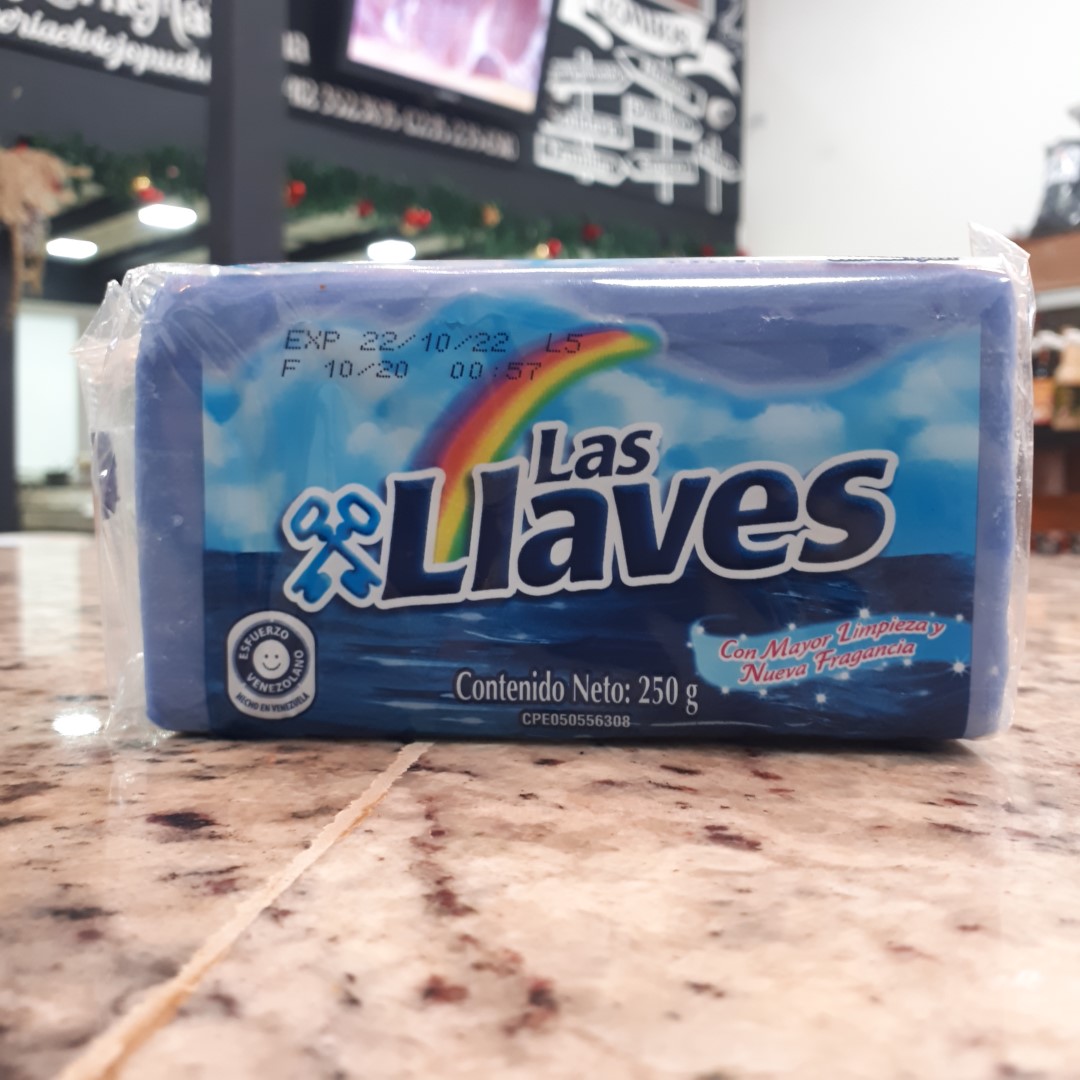 EXP 22/10/22 L5
F 10/20 00:57
Las
Llaves
ESFUERZO
VENEZOLANO
HECHO EN VENEZUELA
Con Mayor Limpieza y
Nueva Fragancia
Contenido Neto: 250 g
CPE050556308